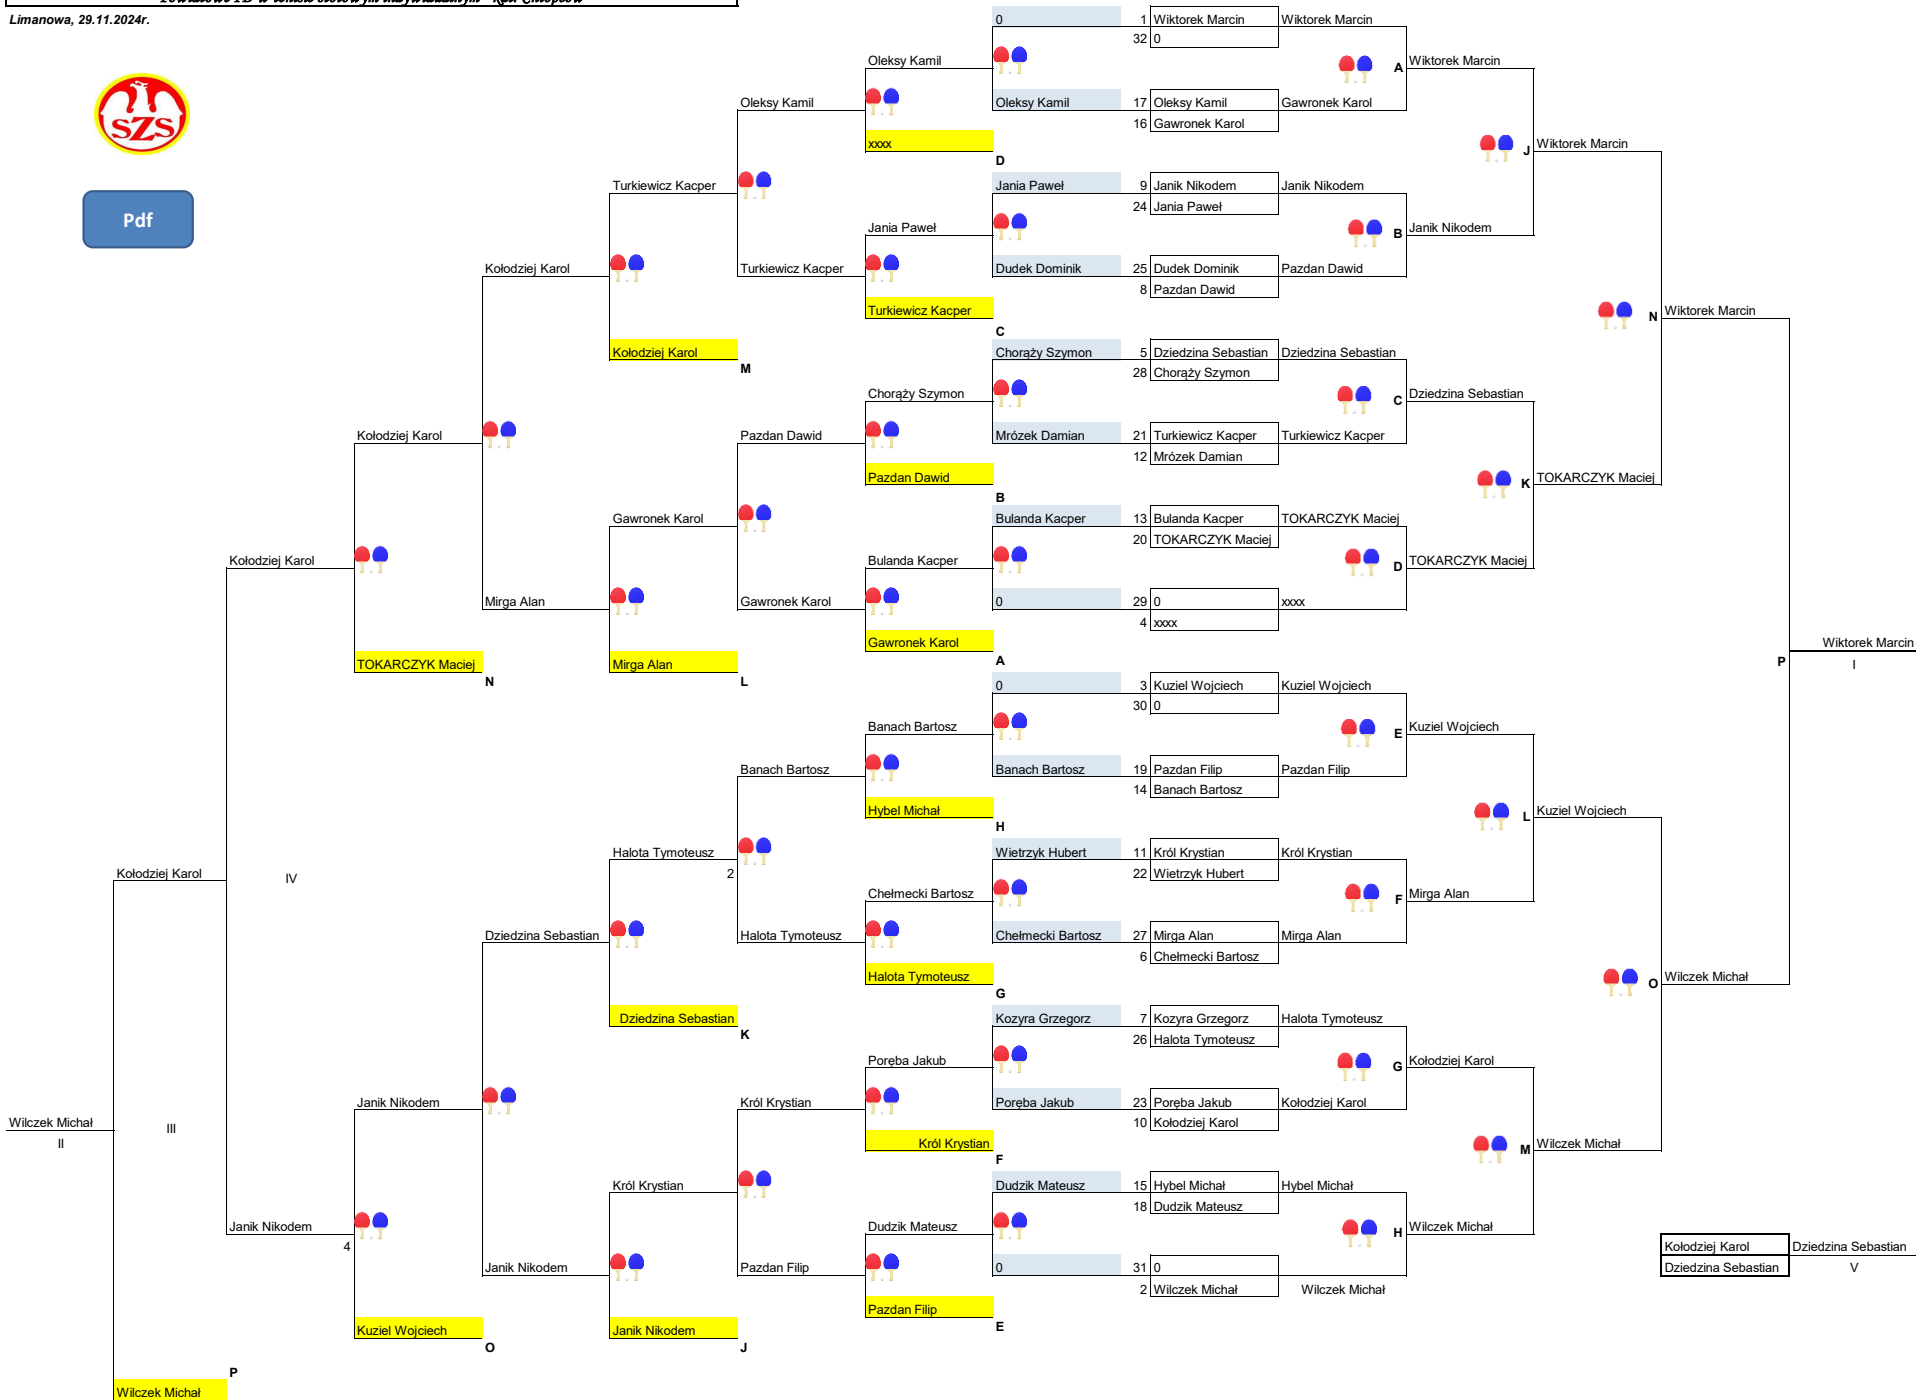 Powiatowe ID w tenisie stołowym indywidualnym - kat. Chłopców
Limanowa, 29.11.2024r.
SZS
Pdf
0 1 Wiktorek Marcin Wiktorek Marcin
32 0
Oleksy Kamil A Wiktorek Marcin
Oleksy Kamil Oleksy Kamil 17 Oleksy Kamil Gawronek Karol
16 Gawronek Karol
xxxx J Wiktorek Marcin
D
Turkiewicz Kacper Jania Paweł 9 Janik Nikodem Janik Nikodem
24 Jania Paweł
Jania Paweł B Janik Nikodem
Kołodziej Karol Turkiewicz Kacper Dudek Dominik 25 Dudek Dominik Pazdan Dawid
8 Pazdan Dawid
Turkiewicz Kacper N Wiktorek Marcin
C
Kołodziej Karol Chorąży Szymon 5 Dziedzina Sebastian Dziedzina Sebastian
M 28 Chorąży Szymon
Chorąży Szymon C Dziedzina Sebastian
Kołodziej Karol Pazdan Dawid Mrózek Damian 21 Turkiewicz Kacper Turkiewicz Kacper
12 Mrózek Damian
Pazdan Dawid K TOKARCZYK Maciej
B
Gawronek Karol Bulanda Kacper 13 Bulanda Kacper TOKARCZYK Maciej
20 TOKARCZYK Maciej
Kołodziej Karol Bulanda Kacper D TOKARCZYK Maciej
Mirga Alan Gawronek Karol 0 29 0 xxxx
4 xxxx
Gawronek Karol Wiktorek Marcin
TOKARCZYK Maciej Mirga Alan A P I
N L
0 3 Kuziel Wojciech Kuziel Wojciech
30 0
Banach Bartosz E Kuziel Wojciech
Banach Bartosz Banach Bartosz 19 Pazdan Filip Pazdan Filip
14 Banach Bartosz
Hybel Michał L Kuziel Wojciech
H
Halota Tymoteusz Wietrzyk Hubert 11 Król Krystian Król Krystian
Kołodziej Karol IV 2 22 Wietrzyk Hubert
Chełmecki Bartosz F Mirga Alan
Dziedzina Sebastian Halota Tymoteusz Chełmecki Bartosz 27 Mirga Alan Mirga Alan
6 Chełmecki Bartosz
Halota Tymoteusz O Wilczek Michał
G
Dziedzina Sebastian Kozyra Grzegorz 7 Kozyra Grzegorz Halota Tymoteusz
K 26 Halota Tymoteusz
Poręba Jakub G Kołodziej Karol
Janik Nikodem Król Krystian Poręba Jakub 23 Poręba Jakub Kołodziej Karol
Wilczek Michał III 10 Kołodziej Karol
II Król Krystian M Wilczek Michał
F
Król Krystian Dudzik Mateusz 15 Hybel Michał Hybel Michał
18 Dudzik Mateusz
Janik Nikodem Dudzik Mateusz H Wilczek Michał
4 Kołodziej Karol Dziedzina Sebastian
Janik Nikodem Pazdan Filip 0 31 0 Dziedzina Sebastian V
2 Wilczek Michał Wilczek Michał
Pazdan Filip
Kuziel Wojciech Janik Nikodem E
O J
P
Wilczek Michał